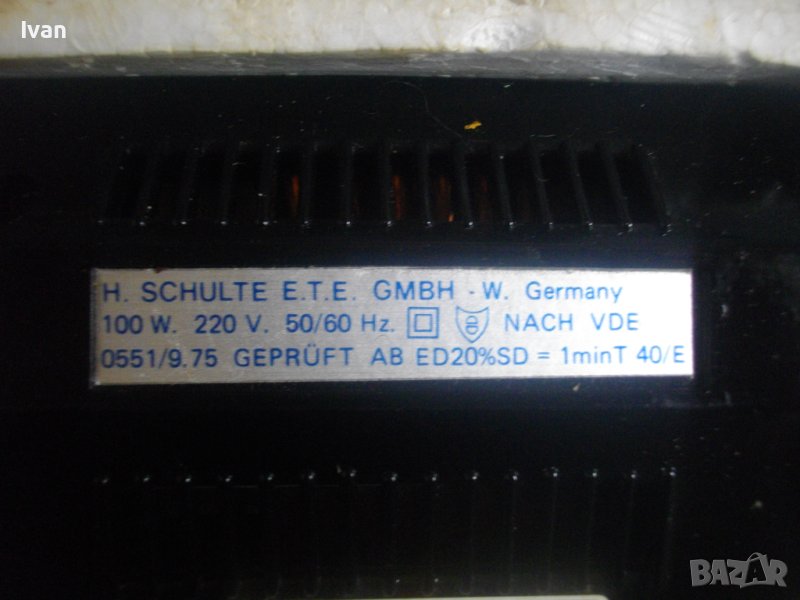 Ivan
H. SCHULTE E.T.E. GMBH - W. Germany
100 W. 220 V. 50/60 Hz. NACH VDE
0551/9.75 GEPRÜFT AB ED20%SD = 1minT 40/E
BAZAR